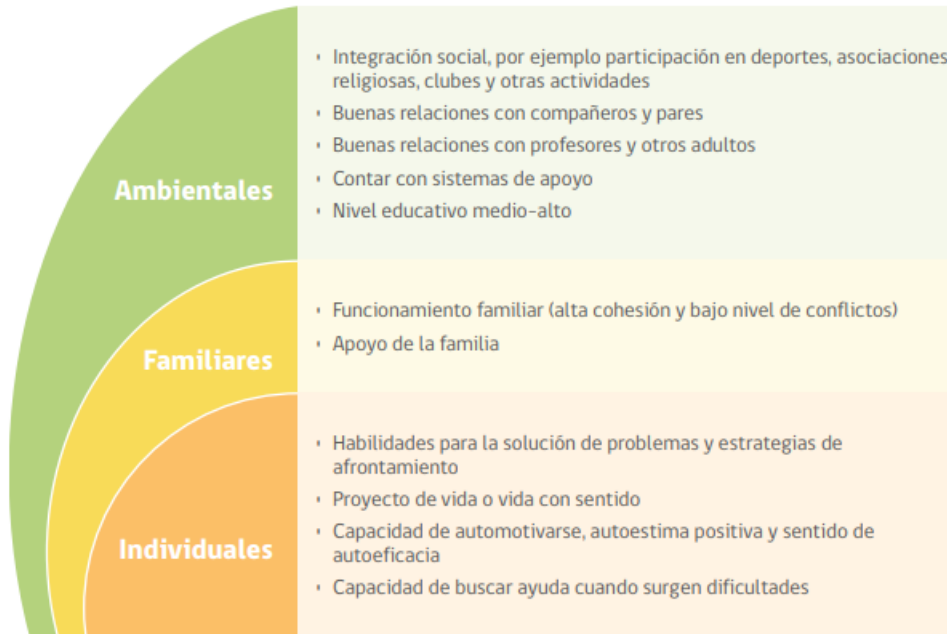 Ambientales
· Integración social, por ejemplo participación en deportes, asociaciones
religiosas, clubes y otras actividades
· Buenas relaciones con compañeros y pares
· Buenas relaciones con profesores y otros adultos
· Contar con sistemas de apoyo
· Nivel educativo medio-alto
Familiares
· Funcionamiento familiar (alta cohesión y bajo nivel de conflictos)
· Apoyo de la familia
Individuales
· Habilidades para la solución de problemas y estrategias de
afrontamiento
· Proyecto de vida o vida con sentido
· Capacidad de automotivarse, autoestima positiva y sentido de
autoeficacia
· Capacidad de buscar ayuda cuando surgen dificultades